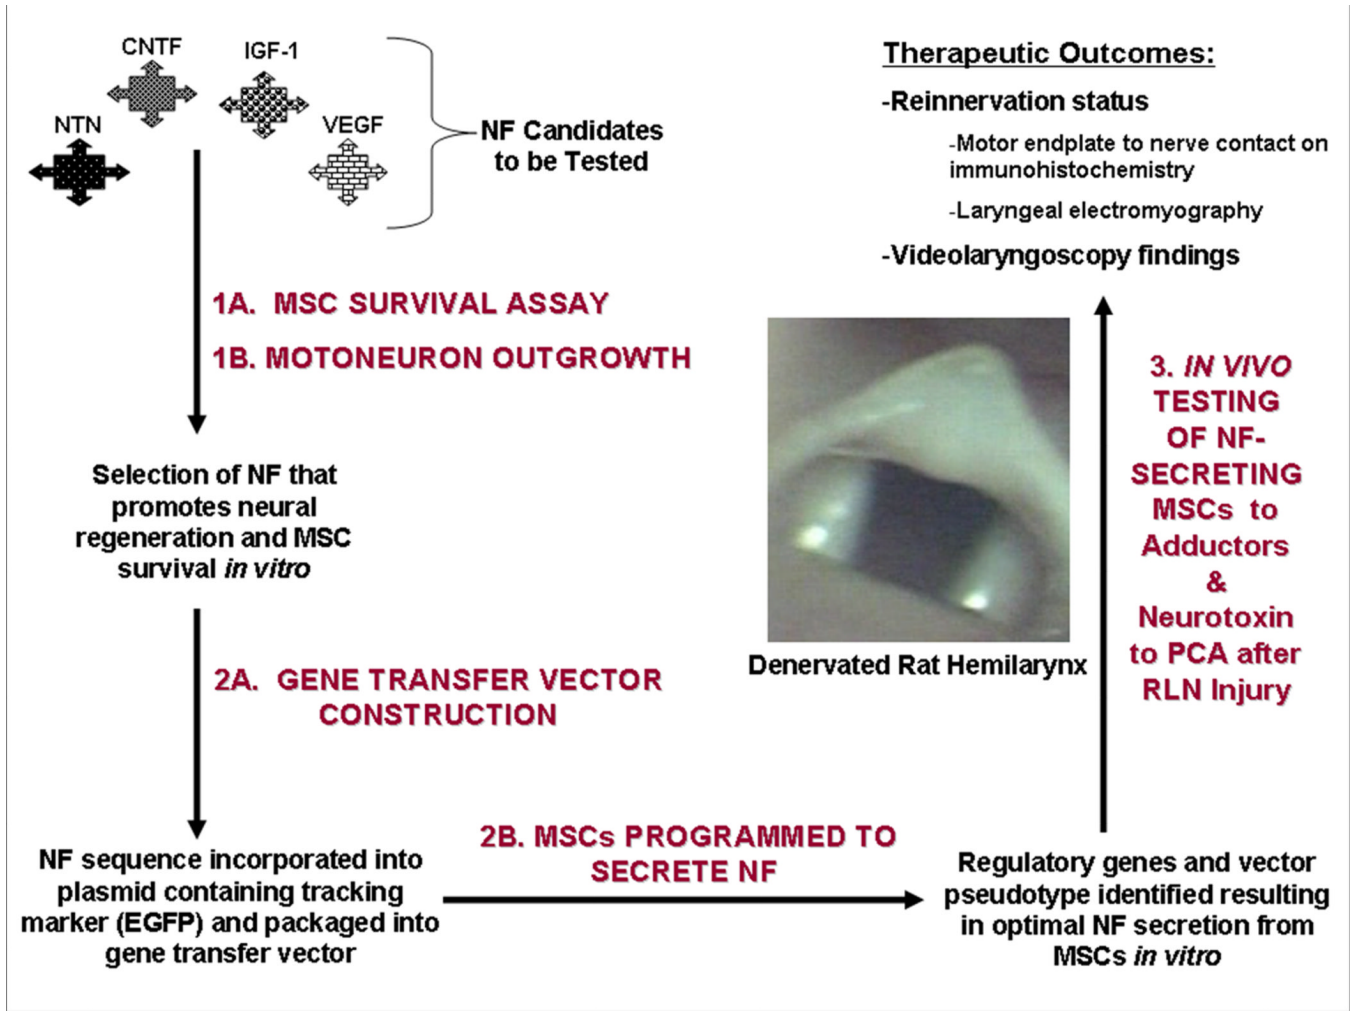 CNTF
IGF-1
NTN
VEGF
NF Candidates
to be Tested
1A. MSC SURVIVAL ASSAY
1B. MOTONEURON OUTGROWTH
Selection of NF that
promotes neural
regeneration and MSC
survival in vitro
2A. GENE TRANSFER VECTOR
CONSTRUCTION
NF sequence incorporated into
plasmid containing tracking
marker (EGFP) and packaged into
gene transfer vector
2B. MSCs PROGRAMMED TO
SECRETE NF
Regulatory genes and vector
pseudotype identified resulting
in optimal NF secretion from
MSCs in vitro
3. IN VIVO
TESTING
OF NF-
SECRETING
MSCs to
Adductors
&
Neurotoxin
to PCA after
RLN Injury
Denervated Rat Hemilarynx
Therapeutic Outcomes:
-Reinnervation status
-Motor endplate to nerve contact on
immunohistochemistry
-Laryngeal electromyography
-Videolaryngoscopy findings